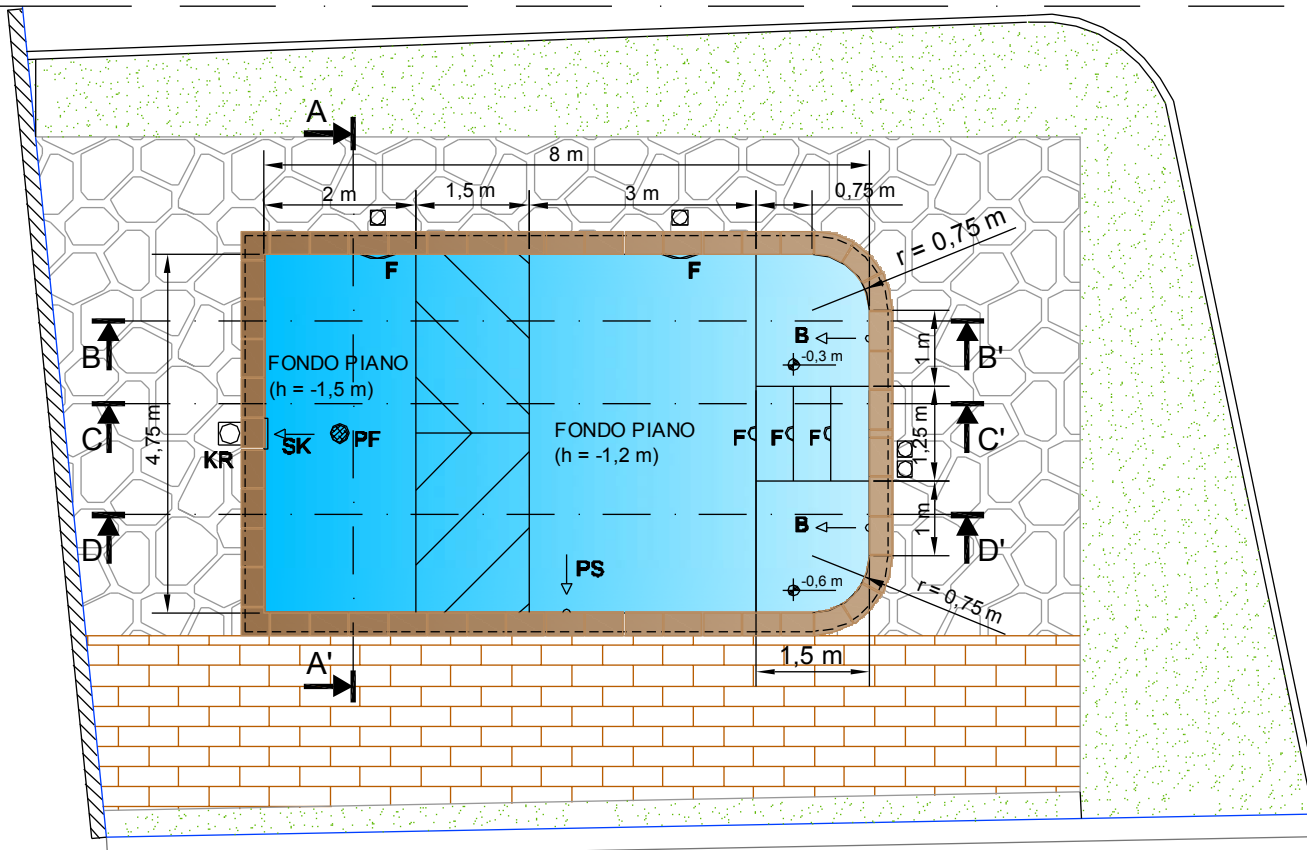 A
8 m
2 m
1,5 m
3 m
0,75 m
r = 0,75 m
F
F
B
B'
B
-0,3 m
1 m
FONDO PIANO
(h = -1,5 m)
4,75 m
C
C'
FONDO PIANO
(h = -1,2 m)
F
F
F
1,25 m
KR
SK
PF
D
D'
B
1 m
PS
-0,6 m
r = 0,75 m
A'
1,5 m